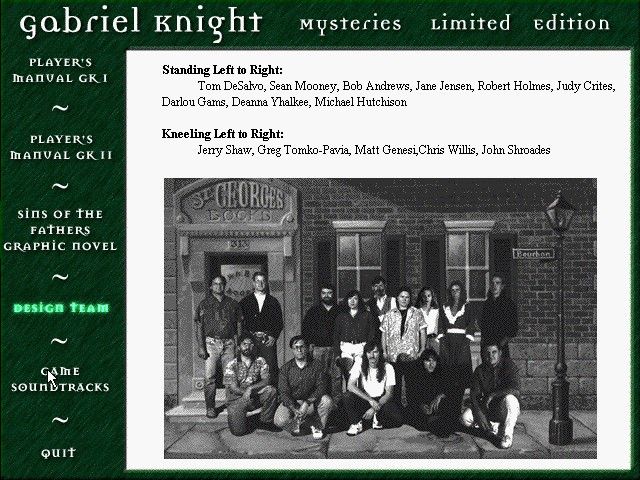 Gabriel Knight Mysteries Limited Edition
PLAYER'S
MANUAL GK I
~
PLAYER'S
MANUAL GK II
~
SINS OF THE
FATHERS
GRAPHIC NOVEL
~
DESIGN TEAM
~
GAME
SOUNDTRACKS
~
QUIT
Standing Left to Right:
Tom DeSalvo, Sean Mooney, Bob Andrews, Jane Jensen, Robert Holmes, Judy Crites,
Darlou Gams, Deanna Yhalkee, Michael Hutchison
Kneeling Left to Right:
Jerry Shaw, Greg Tomko-Pavia, Matt Genesi,Chris Willis, John Shroades
St. GEORGES
BOOKS
313
Bourbon